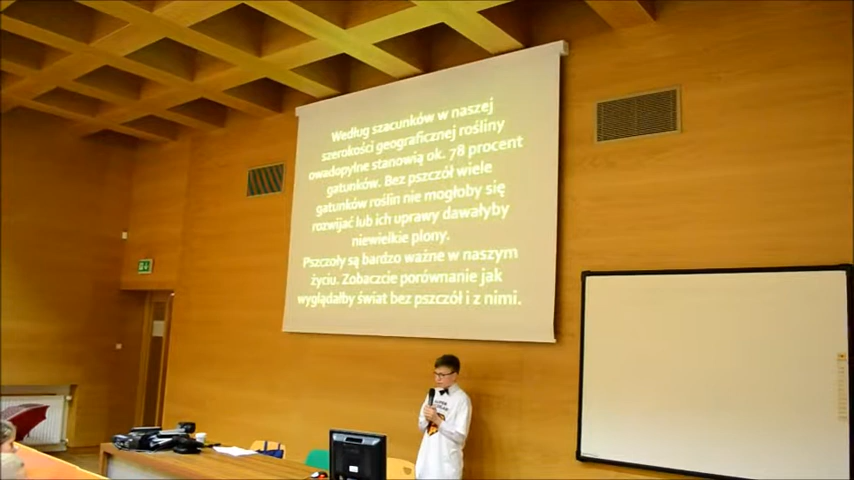 Według szacunków w naszej
szerokości geograficznej rośliny
owadopylne stanowią ok. 78 procent
gatunków. Bez pszczół wiele
gatunków roślin nie mogłoby się
rozwijać lub ich uprawy dawałyby
niewielkie plony.
Pszczoły są bardzo ważne w naszym
życiu. Zobaczcie porównania jak
wyglądałby świat bez pszczół i z nimi.